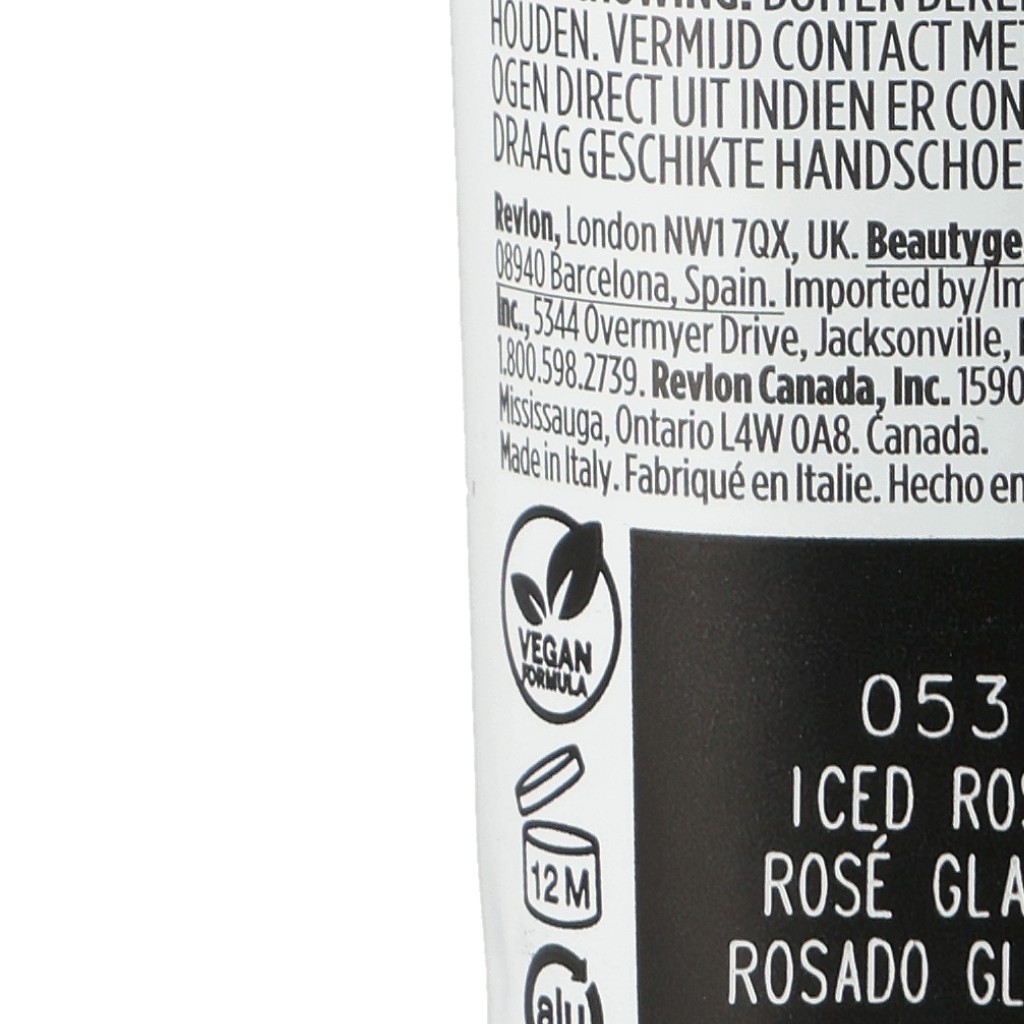 HOUDEN. VERMIJD CONTACT ME
OGEN DIRECT UIT INDIEN ER CON
DRAAG GESCHIKTE HANDSCHOE
Revlon, London NW1 7QX, UK. Beautyge
08940 Barcelona, Spain. Imported by/Im
Inc., 5344 Overmyer Drive, Jacksonville,
1.800.598.2739. Revlon Canada, Inc. 1590
Mississauga, Ontario L4W 0A8. Canada.
Made in Italy. Fabriqué en Italie. Hecho en
VEGAN
FORMULA
053
ICED ROS
ROSÉ GLA
ROSADO GL
12 M
alu